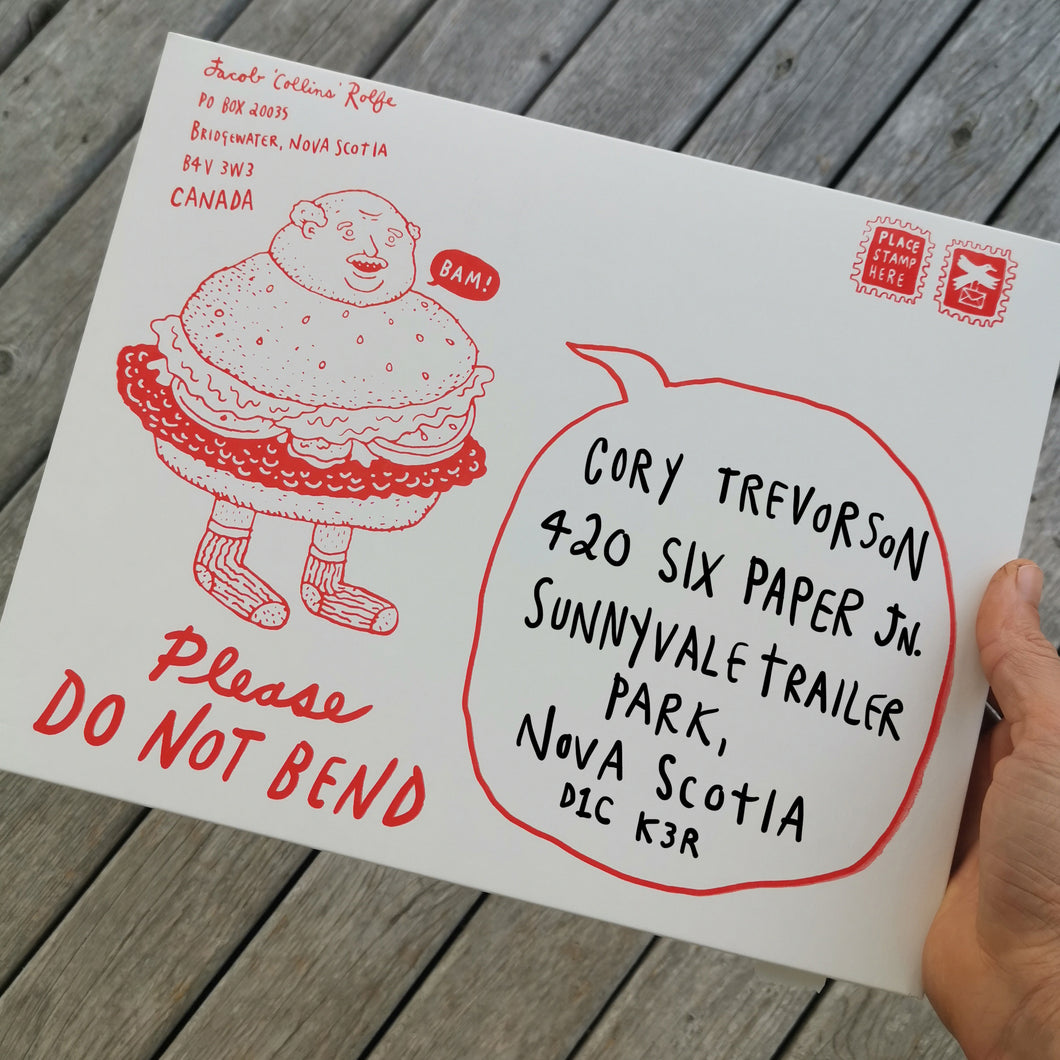 Jacob 'Collins' Rolfe
PO BOX 20035
BRIDGEWATER, NOVA SCOTIA
B4V 3W3
CANADA
BAM!
PLACE
STAMP
HERE
CORY TREVORSON
420 SIX PAPER JN.
SUNNYVALE TRAILER
PARK,
NOVA SCOTIA
D1C K3R
Please
DO NOT BEND